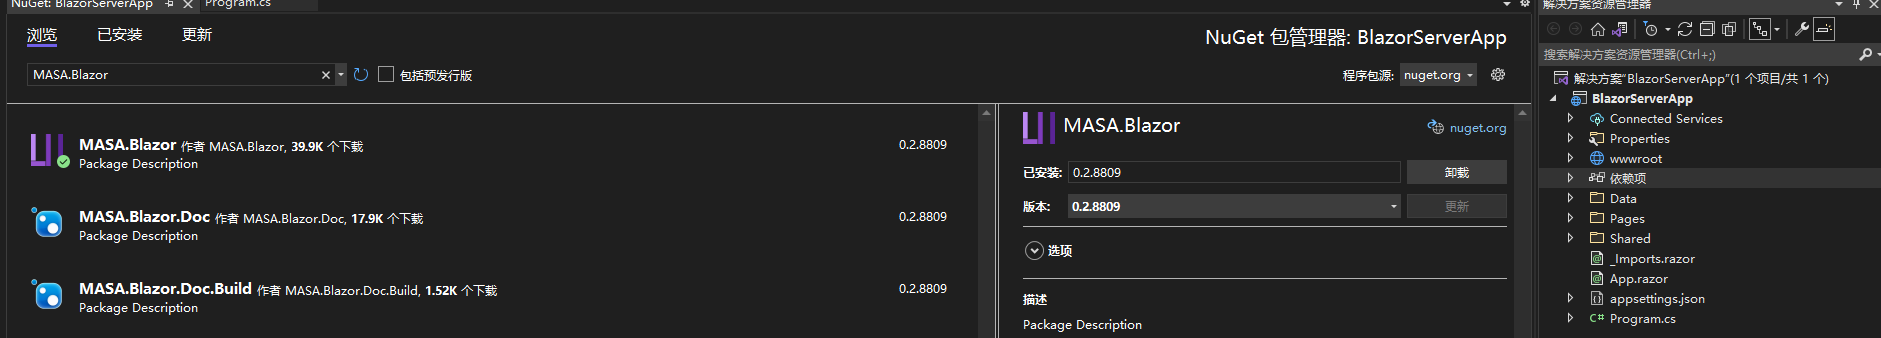 NuGet: BlazorServerApp
Program.cs
浏览 已安装 更新
NuGet 包管理器: BlazorServerApp
MASA.Blazor
包括预发行版
程序包源: nuget.org
MASA.Blazor 作者 MASA.Blazor, 39.9K 个下载
0.2.8809
Package Description
MASA.Blazor.Doc 作者 MASA.Blazor.Doc, 17.9K 个下载
0.2.8809
Package Description
MASA.Blazor.Doc.Build 作者 MASA.Blazor.Doc.Build, 1.52K 个下载
0.2.8809
Package Description
MASA.Blazor
nuget.org
已安装: 0.2.8809 卸载
版本: 0.2.8809 更新
选项
描述
Package Description
解决方案资源管理器
搜索解决方案资源管理器(Ctrl+;)
解决方案"BlazorServerApp"(1 个项目/共 1 个)
BlazorServerApp
Connected Services
Properties
wwwroot
依赖项
Data
Pages
Shared
_Imports.razor
App.razor
appsettings.json
C# Program.cs